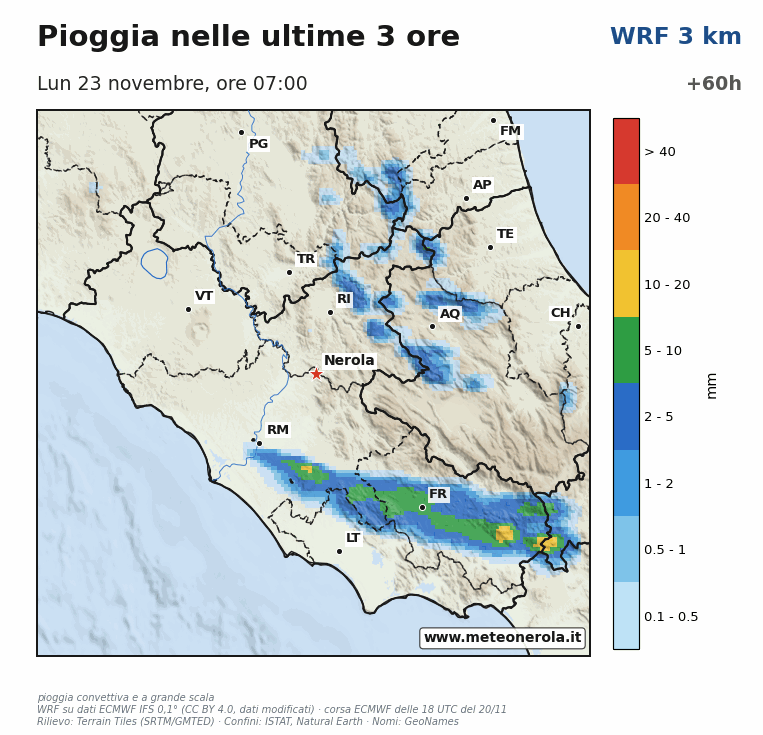 Pioggia nelle ultime 3 ore
WRF 3 km
Lun 23 novembre, ore 07:00
+60h
PG
FM
AP
TE
TR
VT
RI
AQ
CH
Nerola
RM
FR
LT
> 40
20 - 40
10 - 20
5 - 10
2 - 5
1 - 2
0.5 - 1
0.1 - 0.5
mm
www.meteonerola.it
pioggia convettiva e a grande scala
WRF su dati ECMWF IFS 0,1° (CC BY 4.0, dati modificati) · corsa ECMWF delle 18 UTC del 20/11
Rilievo: Terrain Tiles (SRTM/GMTED) · Confini: ISTAT, Natural Earth · Nomi: GeoNames